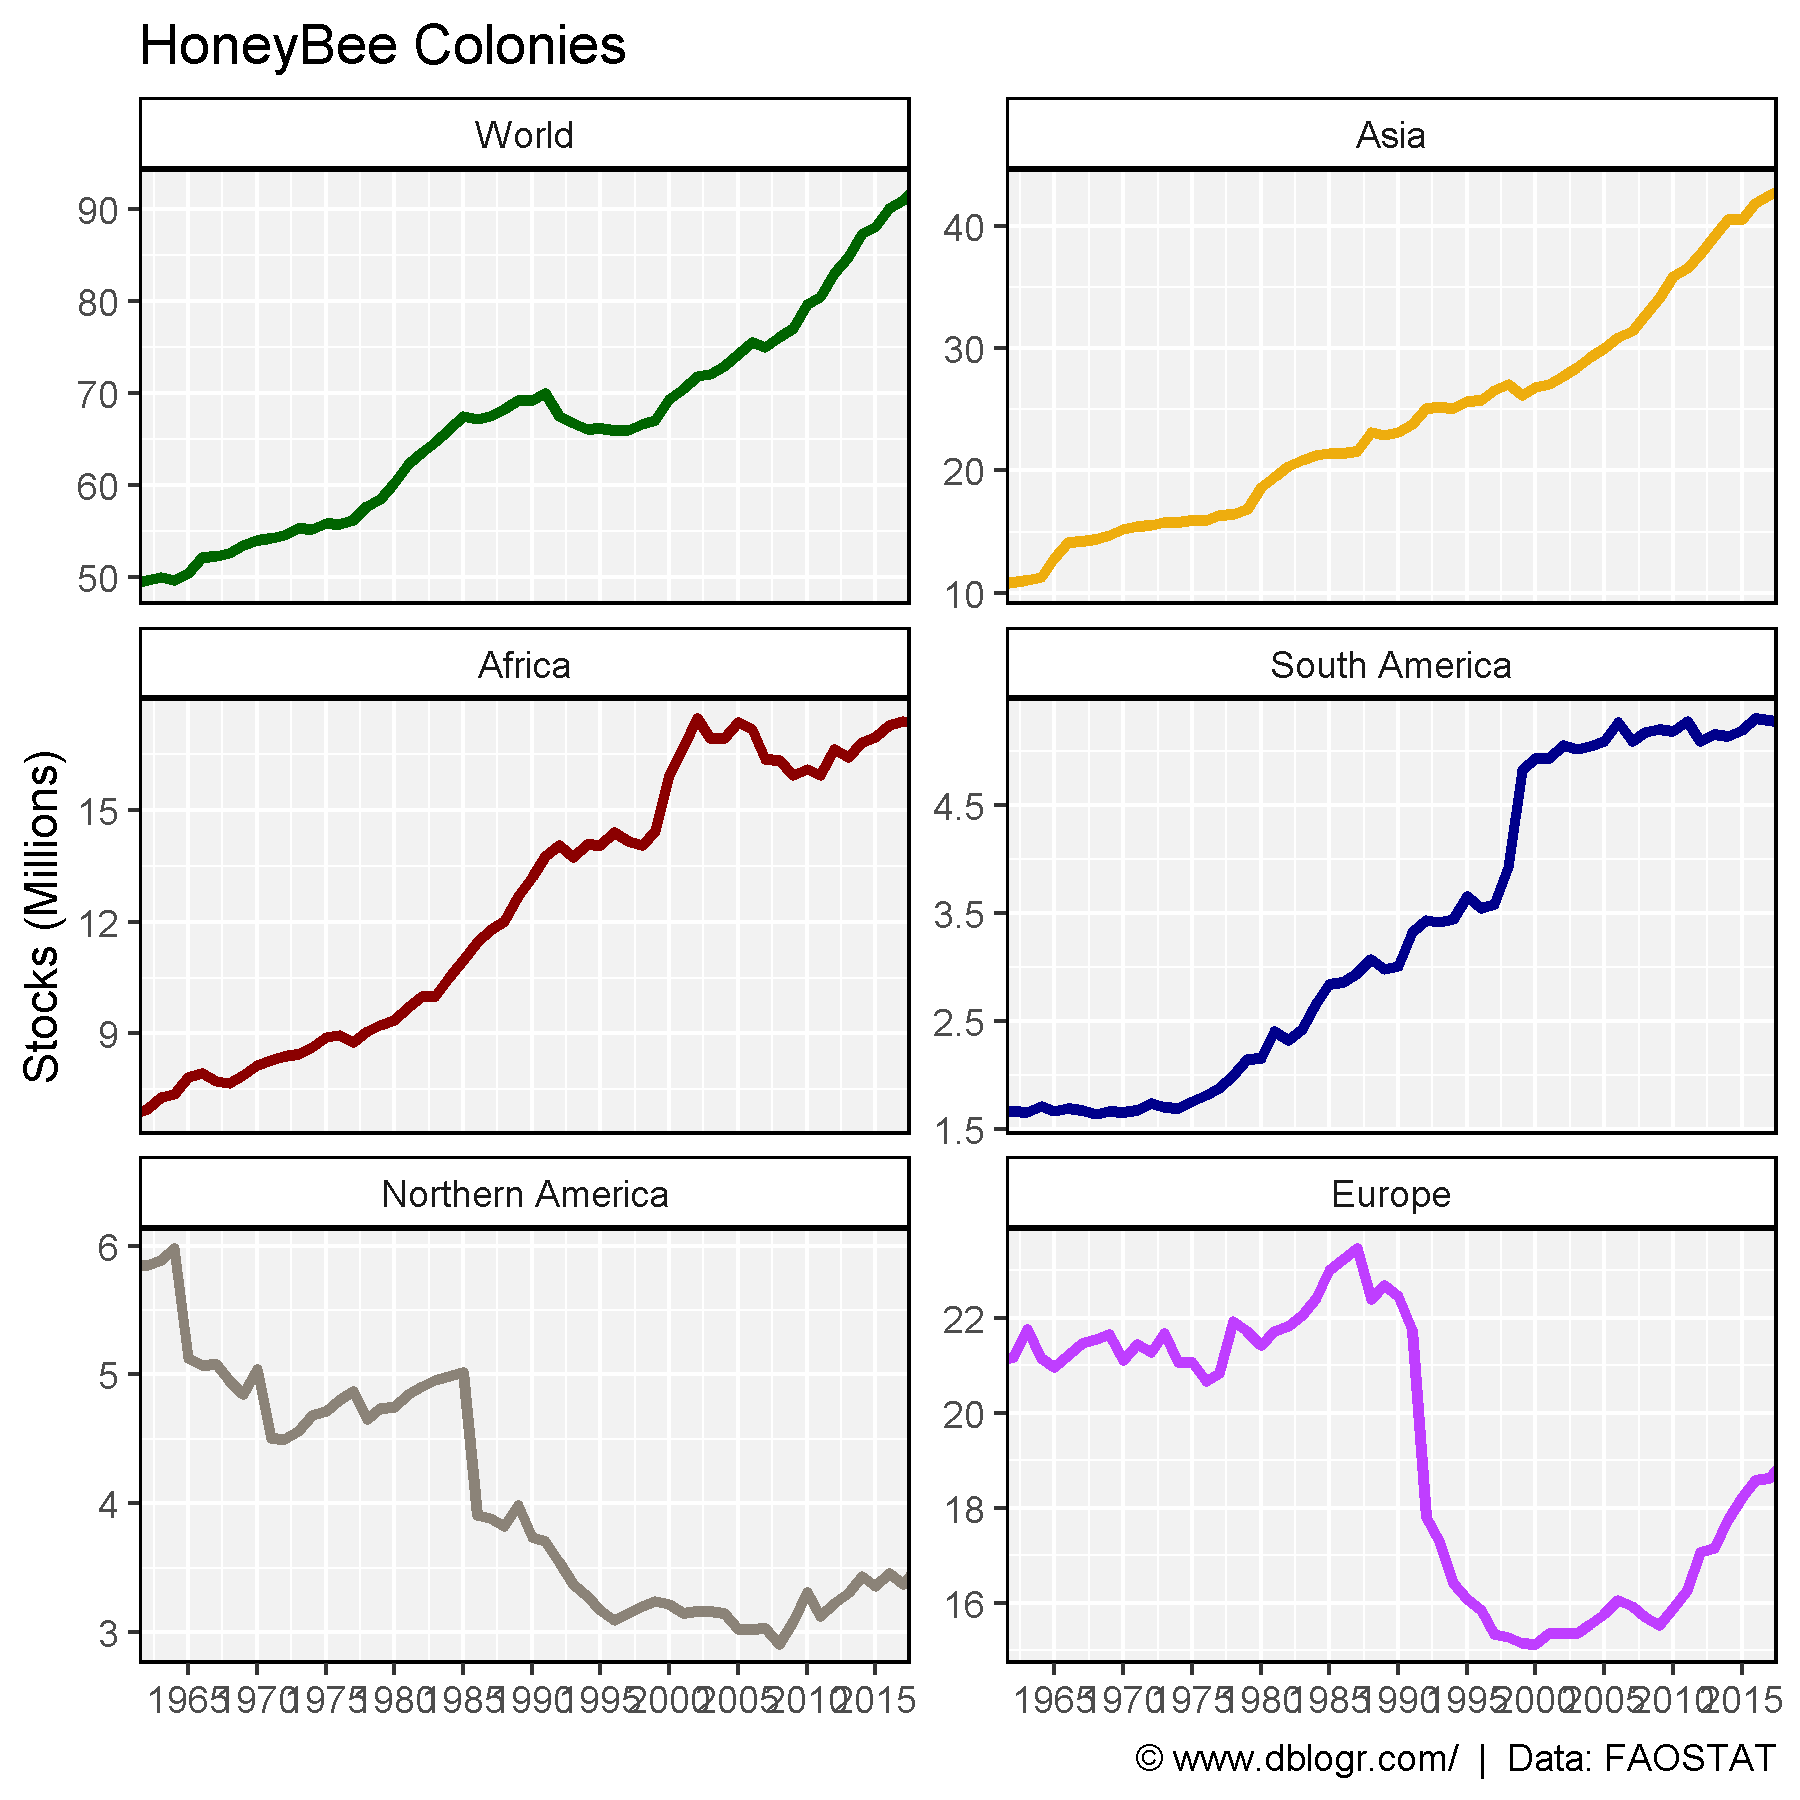 HoneyBee Colonies
World
Asia
90
80
70
60
50
40
30
20
10
Africa
South America
Stocks (Millions)
15
12
9
4.5
3.5
2.5
1.5
Northern America
Europe
6
5
4
3
22
20
18
16
1965 1970 1975 1980 1985 1990 1995 2000 2005 2010 2015
1965 1970 1975 1980 1985 1990 1995 2000 2005 2010 2015
© www.dblogr.com/ | Data: FAOSTAT